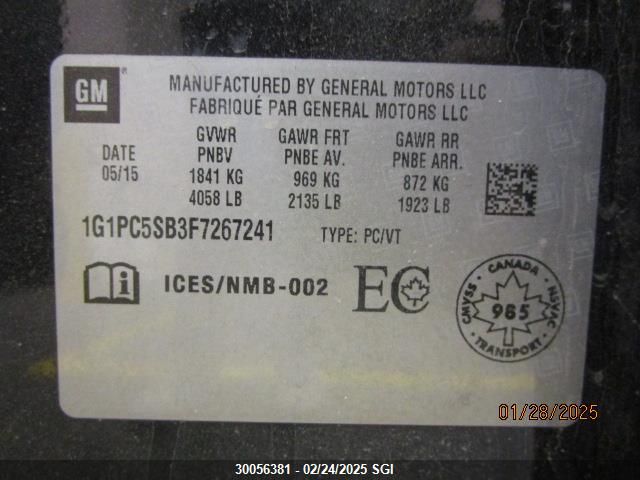 GM
MANUFACTURED BY GENERAL MOTORS LLC
FABRIQUÉ PAR GENERAL MOTORS LLC
DATE
05/15
GVWR
PNBV
1841 KG
4058 LB
GAWR FRT
PNBE AV.
969 KG
2135 LB
GAWR RR
PNBE ARR.
872 KG
1923 LB
1G1PC5SB3F7267241 TYPE: PC/VT
ICES/NMB-002 EC
CANADA
CMVSS
NSVAC
985
TRANSPORT
01/28/2025
30056381 - 02/24/2025 SGI